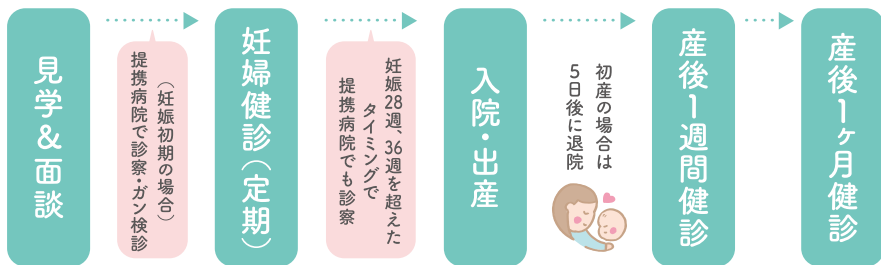 見学&面談
(妊娠初期の場合)
提携病院で診察・ガン検診
妊婦健診(定期)
妊娠28週、36週を超えた
タイミングで
提携病院でも診察
入院・出産
初産の場合は
5日後に退院
産後1週間健診
産後1ヶ月健診